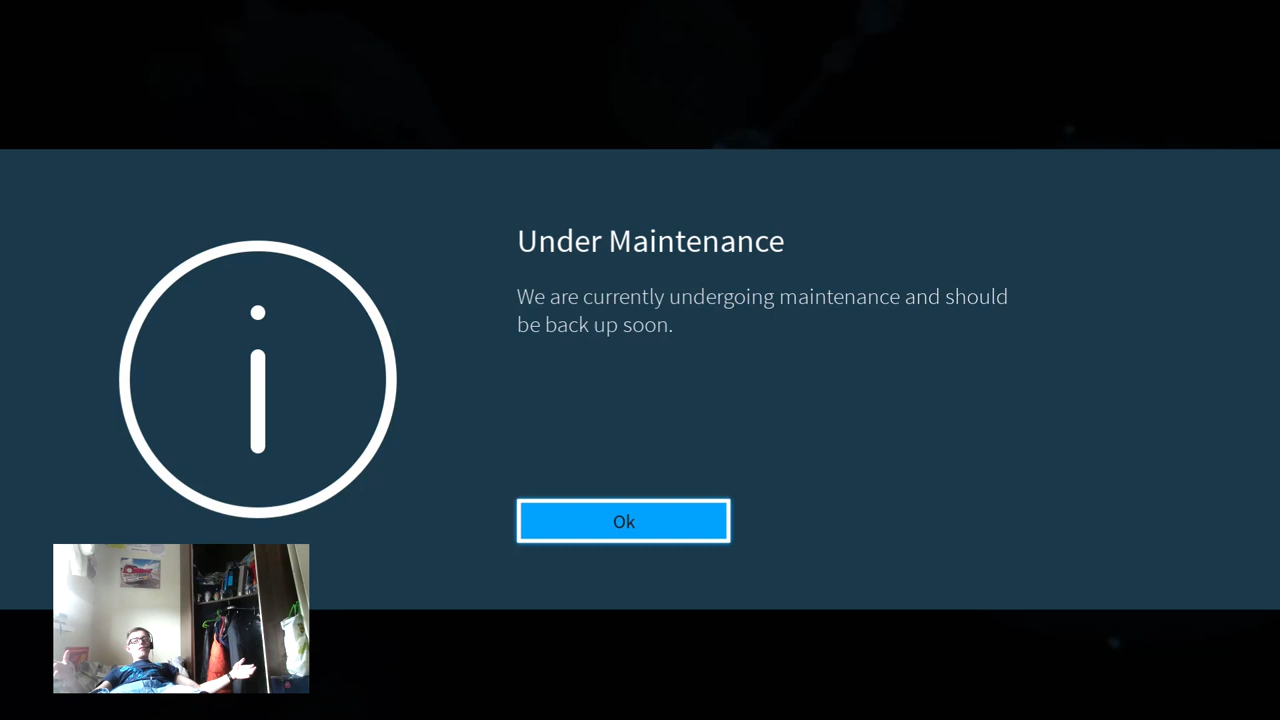 Under Maintenance
We are currently undergoing maintenance and should
be back up soon.
Ok